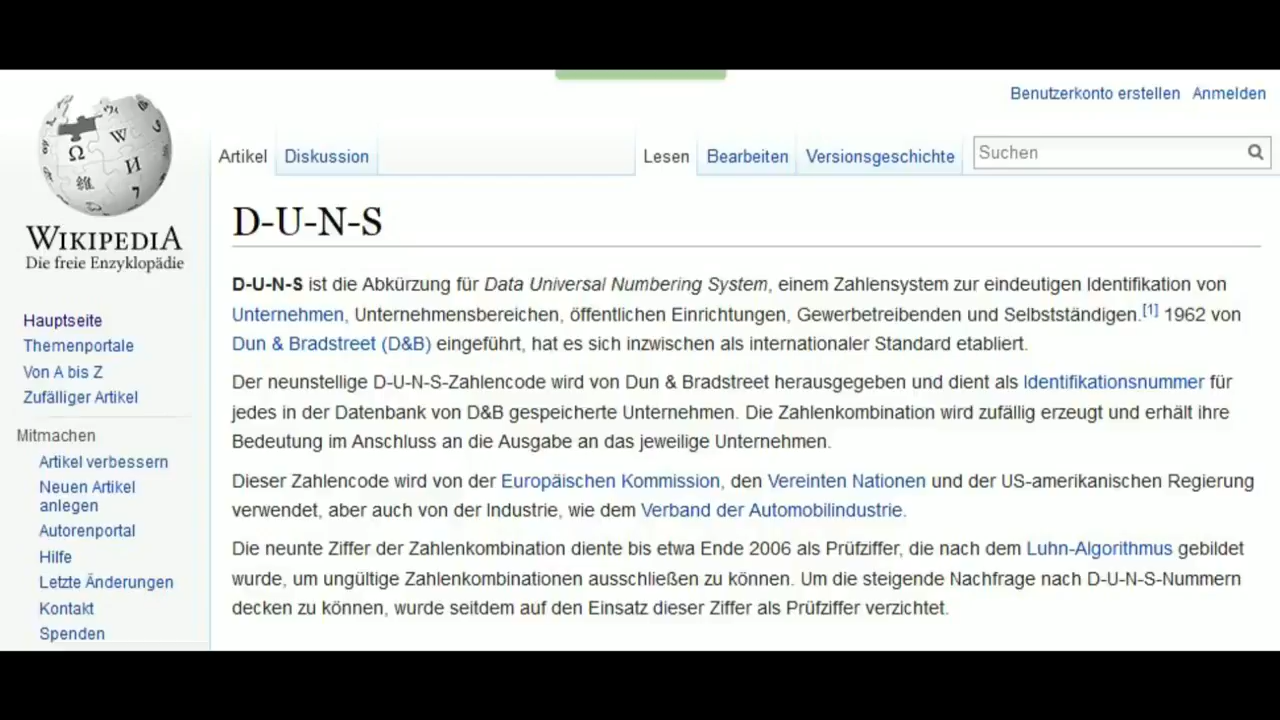 Benutzerkonto erstellen Anmelden
Artikel Diskussion Lesen Bearbeiten Versionsgeschichte Suchen
WIKIPEDIA
Die freie Enzyklopädie
Hauptseite
Themenportale
Von A bis Z
Zufälliger Artikel
Mitmachen
Artikel verbessern
Neuen Artikel
anlegen
Autorenportal
Hilfe
Letzte Änderungen
Kontakt
Spenden
D-U-N-S
D-U-N-S ist die Abkürzung für Data Universal Numbering System, einem Zahlensystem zur eindeutigen Identifikation von
Unternehmen, Unternehmensbereichen, öffentlichen Einrichtungen, Gewerbetreibenden und Selbstständigen.[1] 1962 von
Dun & Bradstreet (D&B) eingeführt, hat es sich inzwischen als internationaler Standard etabliert.
Der neunstellige D-U-N-S-Zahlencode wird von Dun & Bradstreet herausgegeben und dient als Identifikationsnummer für
jedes in der Datenbank von D&B gespeicherte Unternehmen. Die Zahlenkombination wird zufällig erzeugt und erhält ihre
Bedeutung im Anschluss an die Ausgabe an das jeweilige Unternehmen.
Dieser Zahlencode wird von der Europäischen Kommission, den Vereinten Nationen und der US-amerikanischen Regierung
verwendet, aber auch von der Industrie, wie dem Verband der Automobilindustrie.
Die neunte Ziffer der Zahlenkombination diente bis etwa Ende 2006 als Prüfziffer, die nach dem Luhn-Algorithmus gebildet
wurde, um ungültige Zahlenkombinationen ausschließen zu können. Um die steigende Nachfrage nach D-U-N-S-Nummern
decken zu können, wurde seitdem auf den Einsatz dieser Ziffer als Prüfziffer verzichtet.